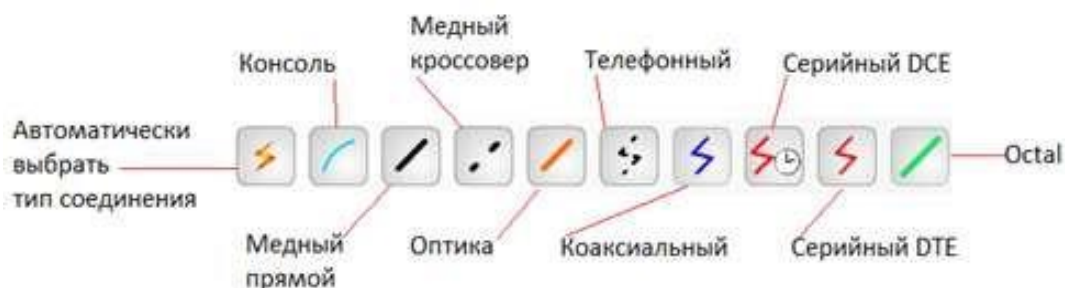 Медный
кроссовер
Консоль
Телефонный
Серийный DCE
Автоматически
выбрать
тип соединения
Octal
Медный
прямой
Оптика
Коаксиальный
Серийный DTE